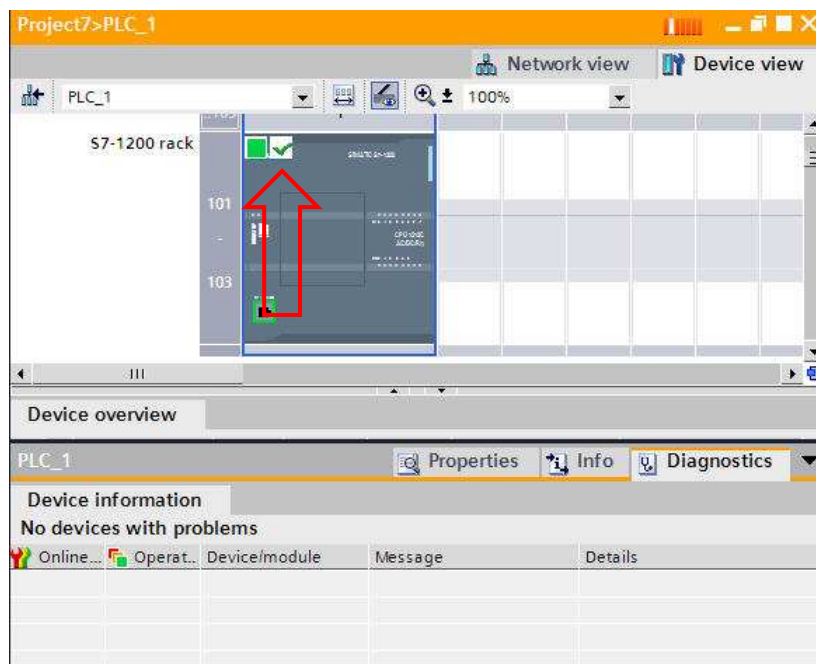 Project7>PLC_1
Network view
Device view
PLC_1
100%
S7-1200 rack
101
103
Device overview
PLC_1
Properties
Info
Diagnostics
Device information
No devices with problems
Online...
Operat..
Device/module
Message
Details